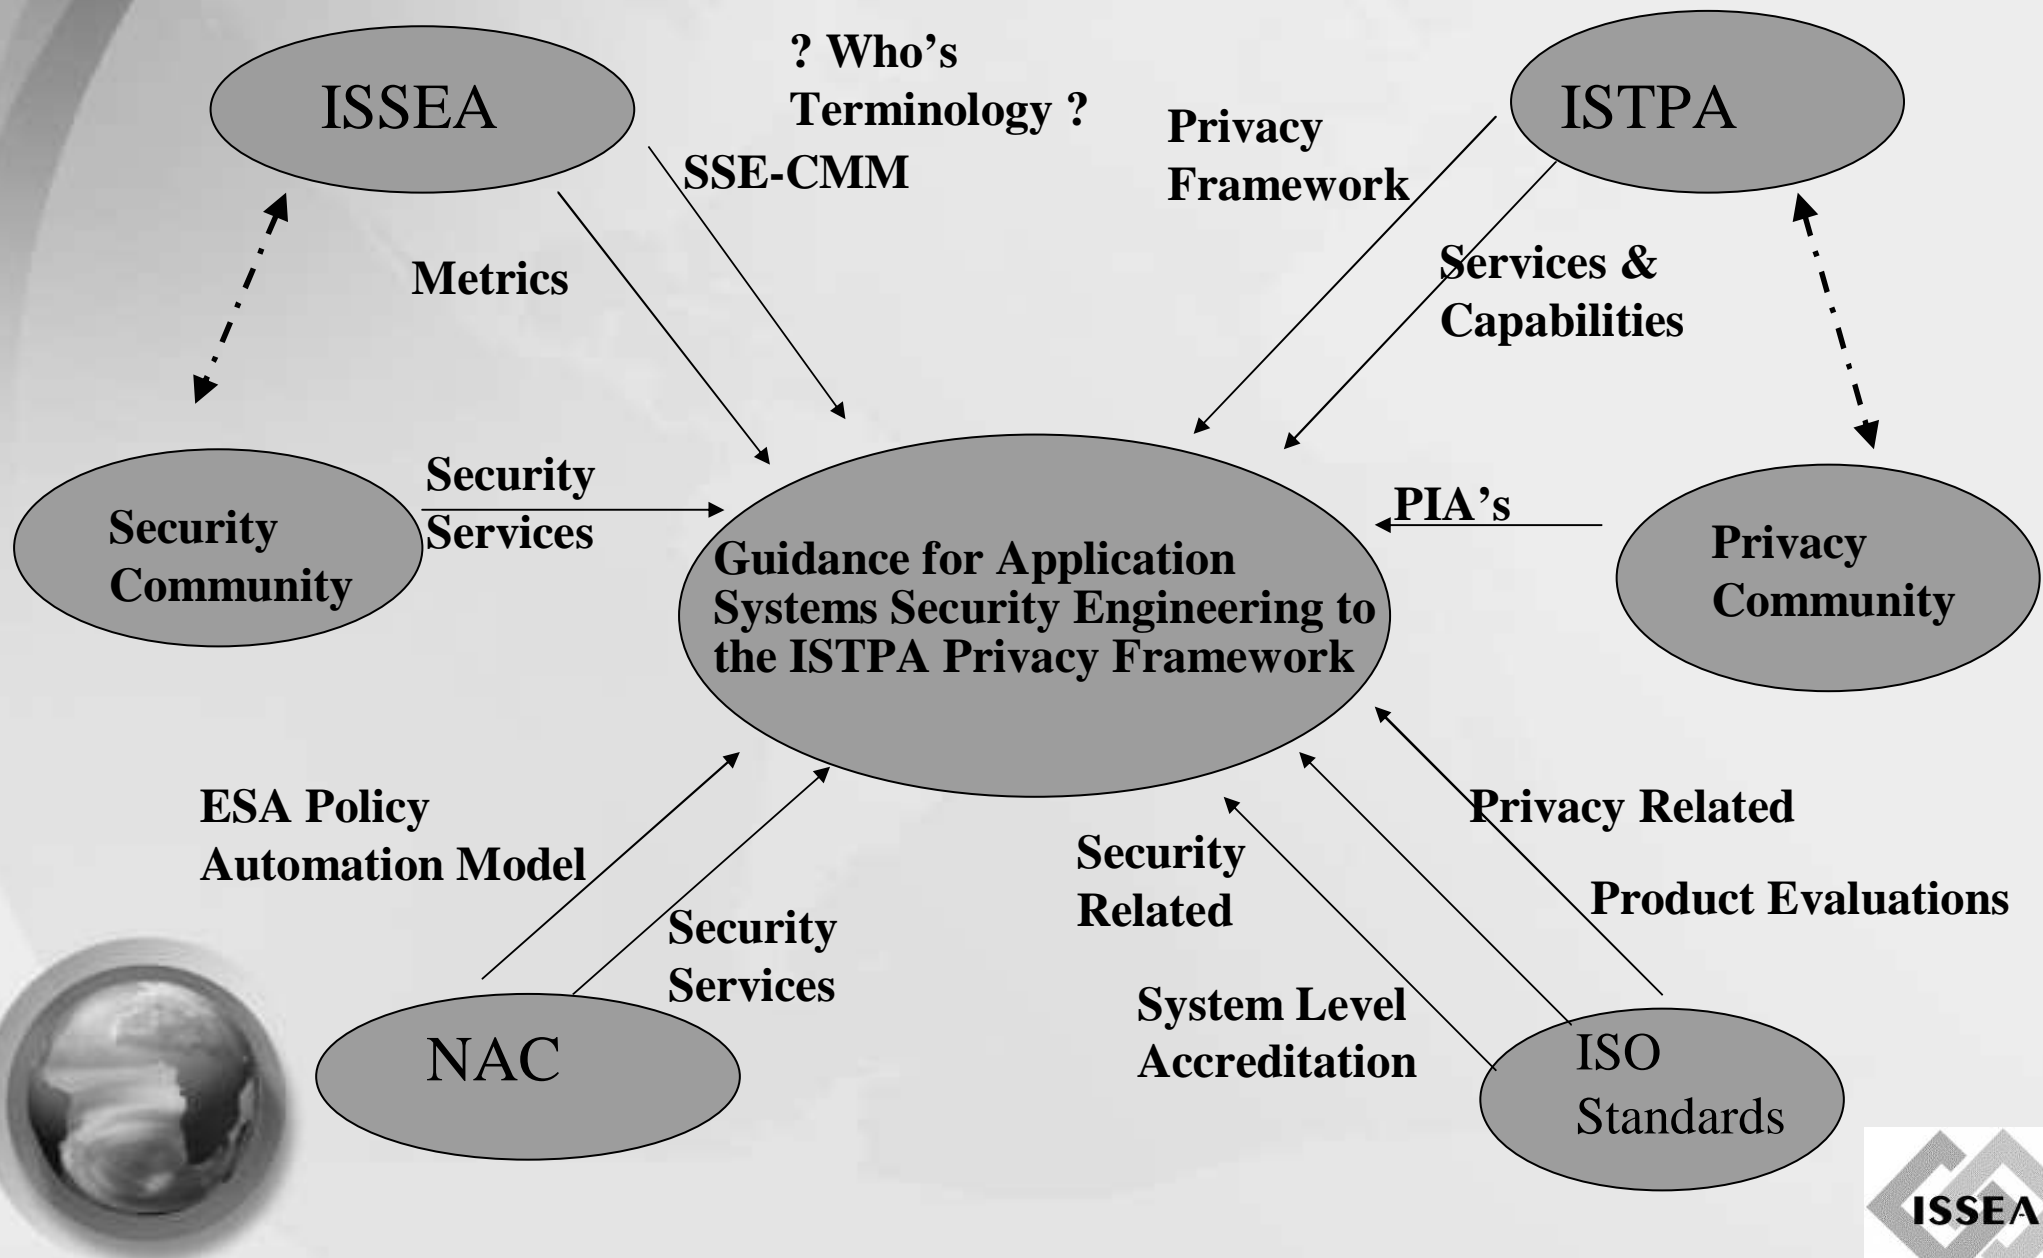 ISSEA
? Who’s
Terminology ?
SSE-CMM
Privacy
Framework
ISTPA
Metrics
Services &
Capabilities
Security
Community
Security
Services
Guidance for Application
Systems Security Engineering to
the ISTPA Privacy Framework
PIA’s
Privacy
Community
ESA Policy
Automation Model
Security
Services
NAC
Security
Related
System Level
Accreditation
Privacy Related
Product Evaluations
ISO
Standards
ISSEA